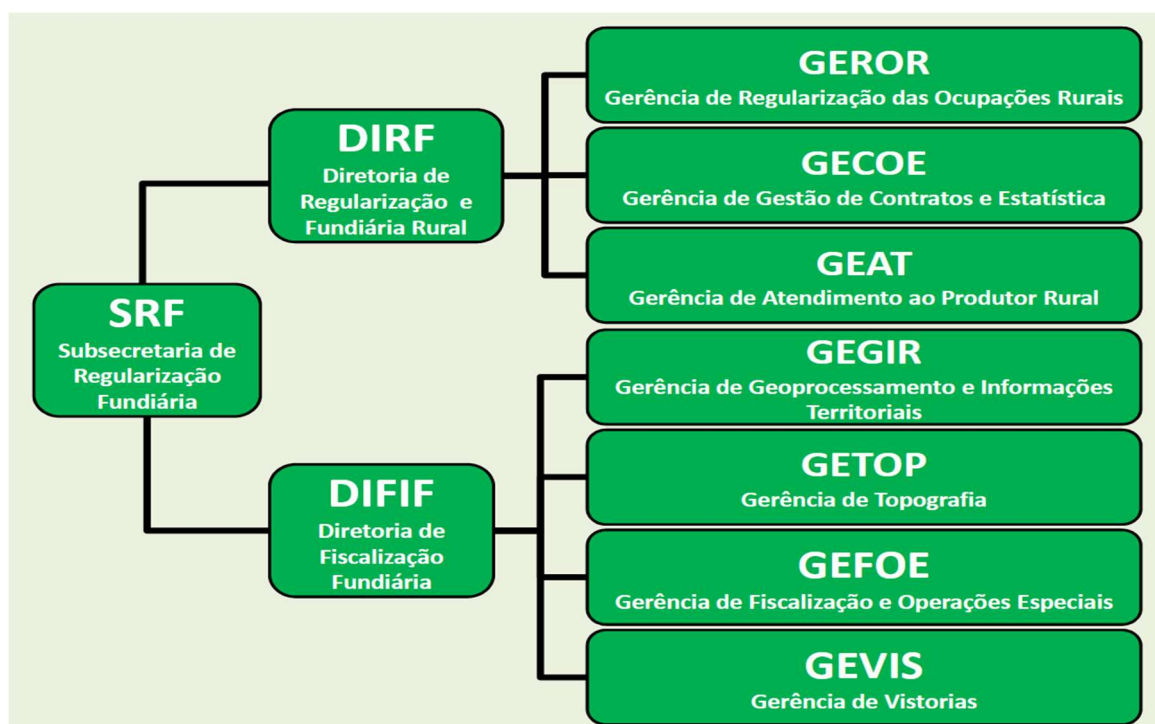 SRF
Subsecretaria de
Regularização
Fundiária
DIRF
Diretoria de
Regularização e
Fundiária Rural
GEROR
Gerência de Regularização das Ocupações Rurais
GECOE
Gerência de Gestão de Contratos e Estatística
GEAT
Gerência de Atendimento ao Produtor Rural
DIFIF
Diretoria de
Fiscalização
Fundiária
GEGIR
Gerência de Geoprocessamento e Informações
Territoriais
GETOP
Gerência de Topografia
GEFOE
Gerência de Fiscalização e Operações Especiais
GEVIS
Gerência de Vistorias